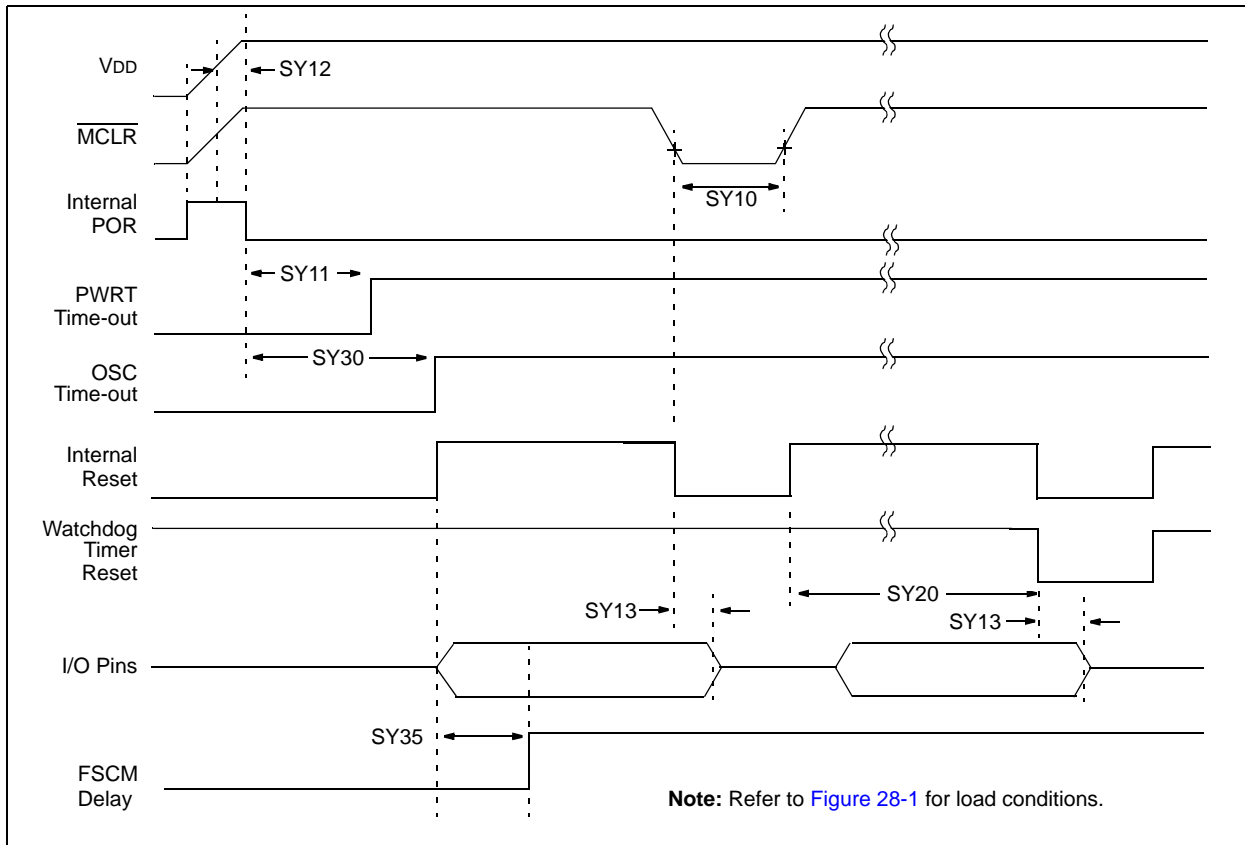 VDD
SY12
MCLR
SY10
Internal
POR
SY11
PWRT
Time-out
SY30
OSC
Time-out
Internal
Reset
Watchdog
Timer
Reset
SY20
SY13
SY13
I/O Pins
SY35
FSCM
Delay
Note: Refer to Figure 28-1 for load conditions.